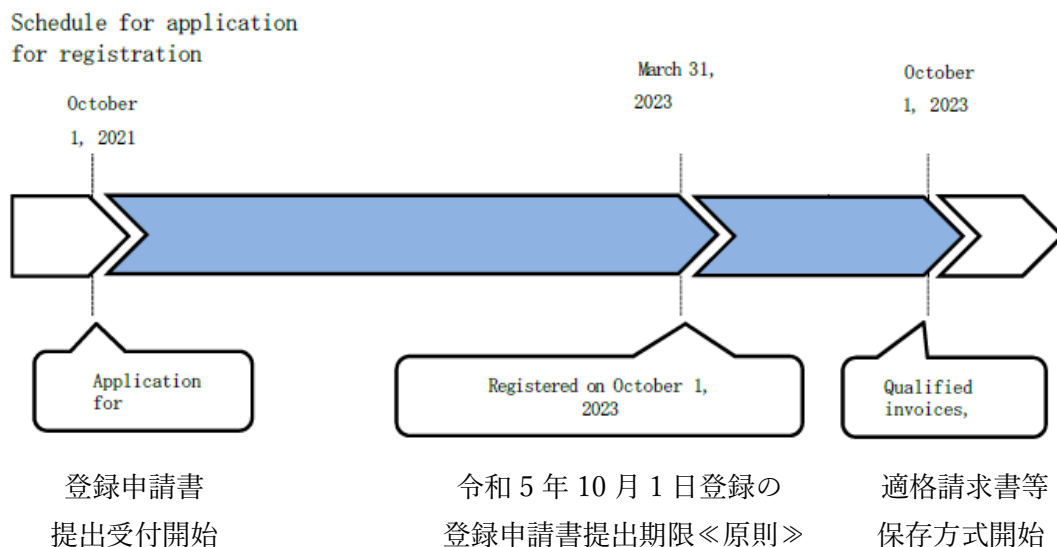 Schedule for application
for registration
October
1, 2021
March 31,
2023
October
1, 2023
Application
for
Registered on October 1,
2023
Qualified
invoices,
登録申請書
提出受付開始
令和 5 年 10 月 1 日登録の
登録申請書提出期限≪原則≫
適格請求書等
保存方式開始